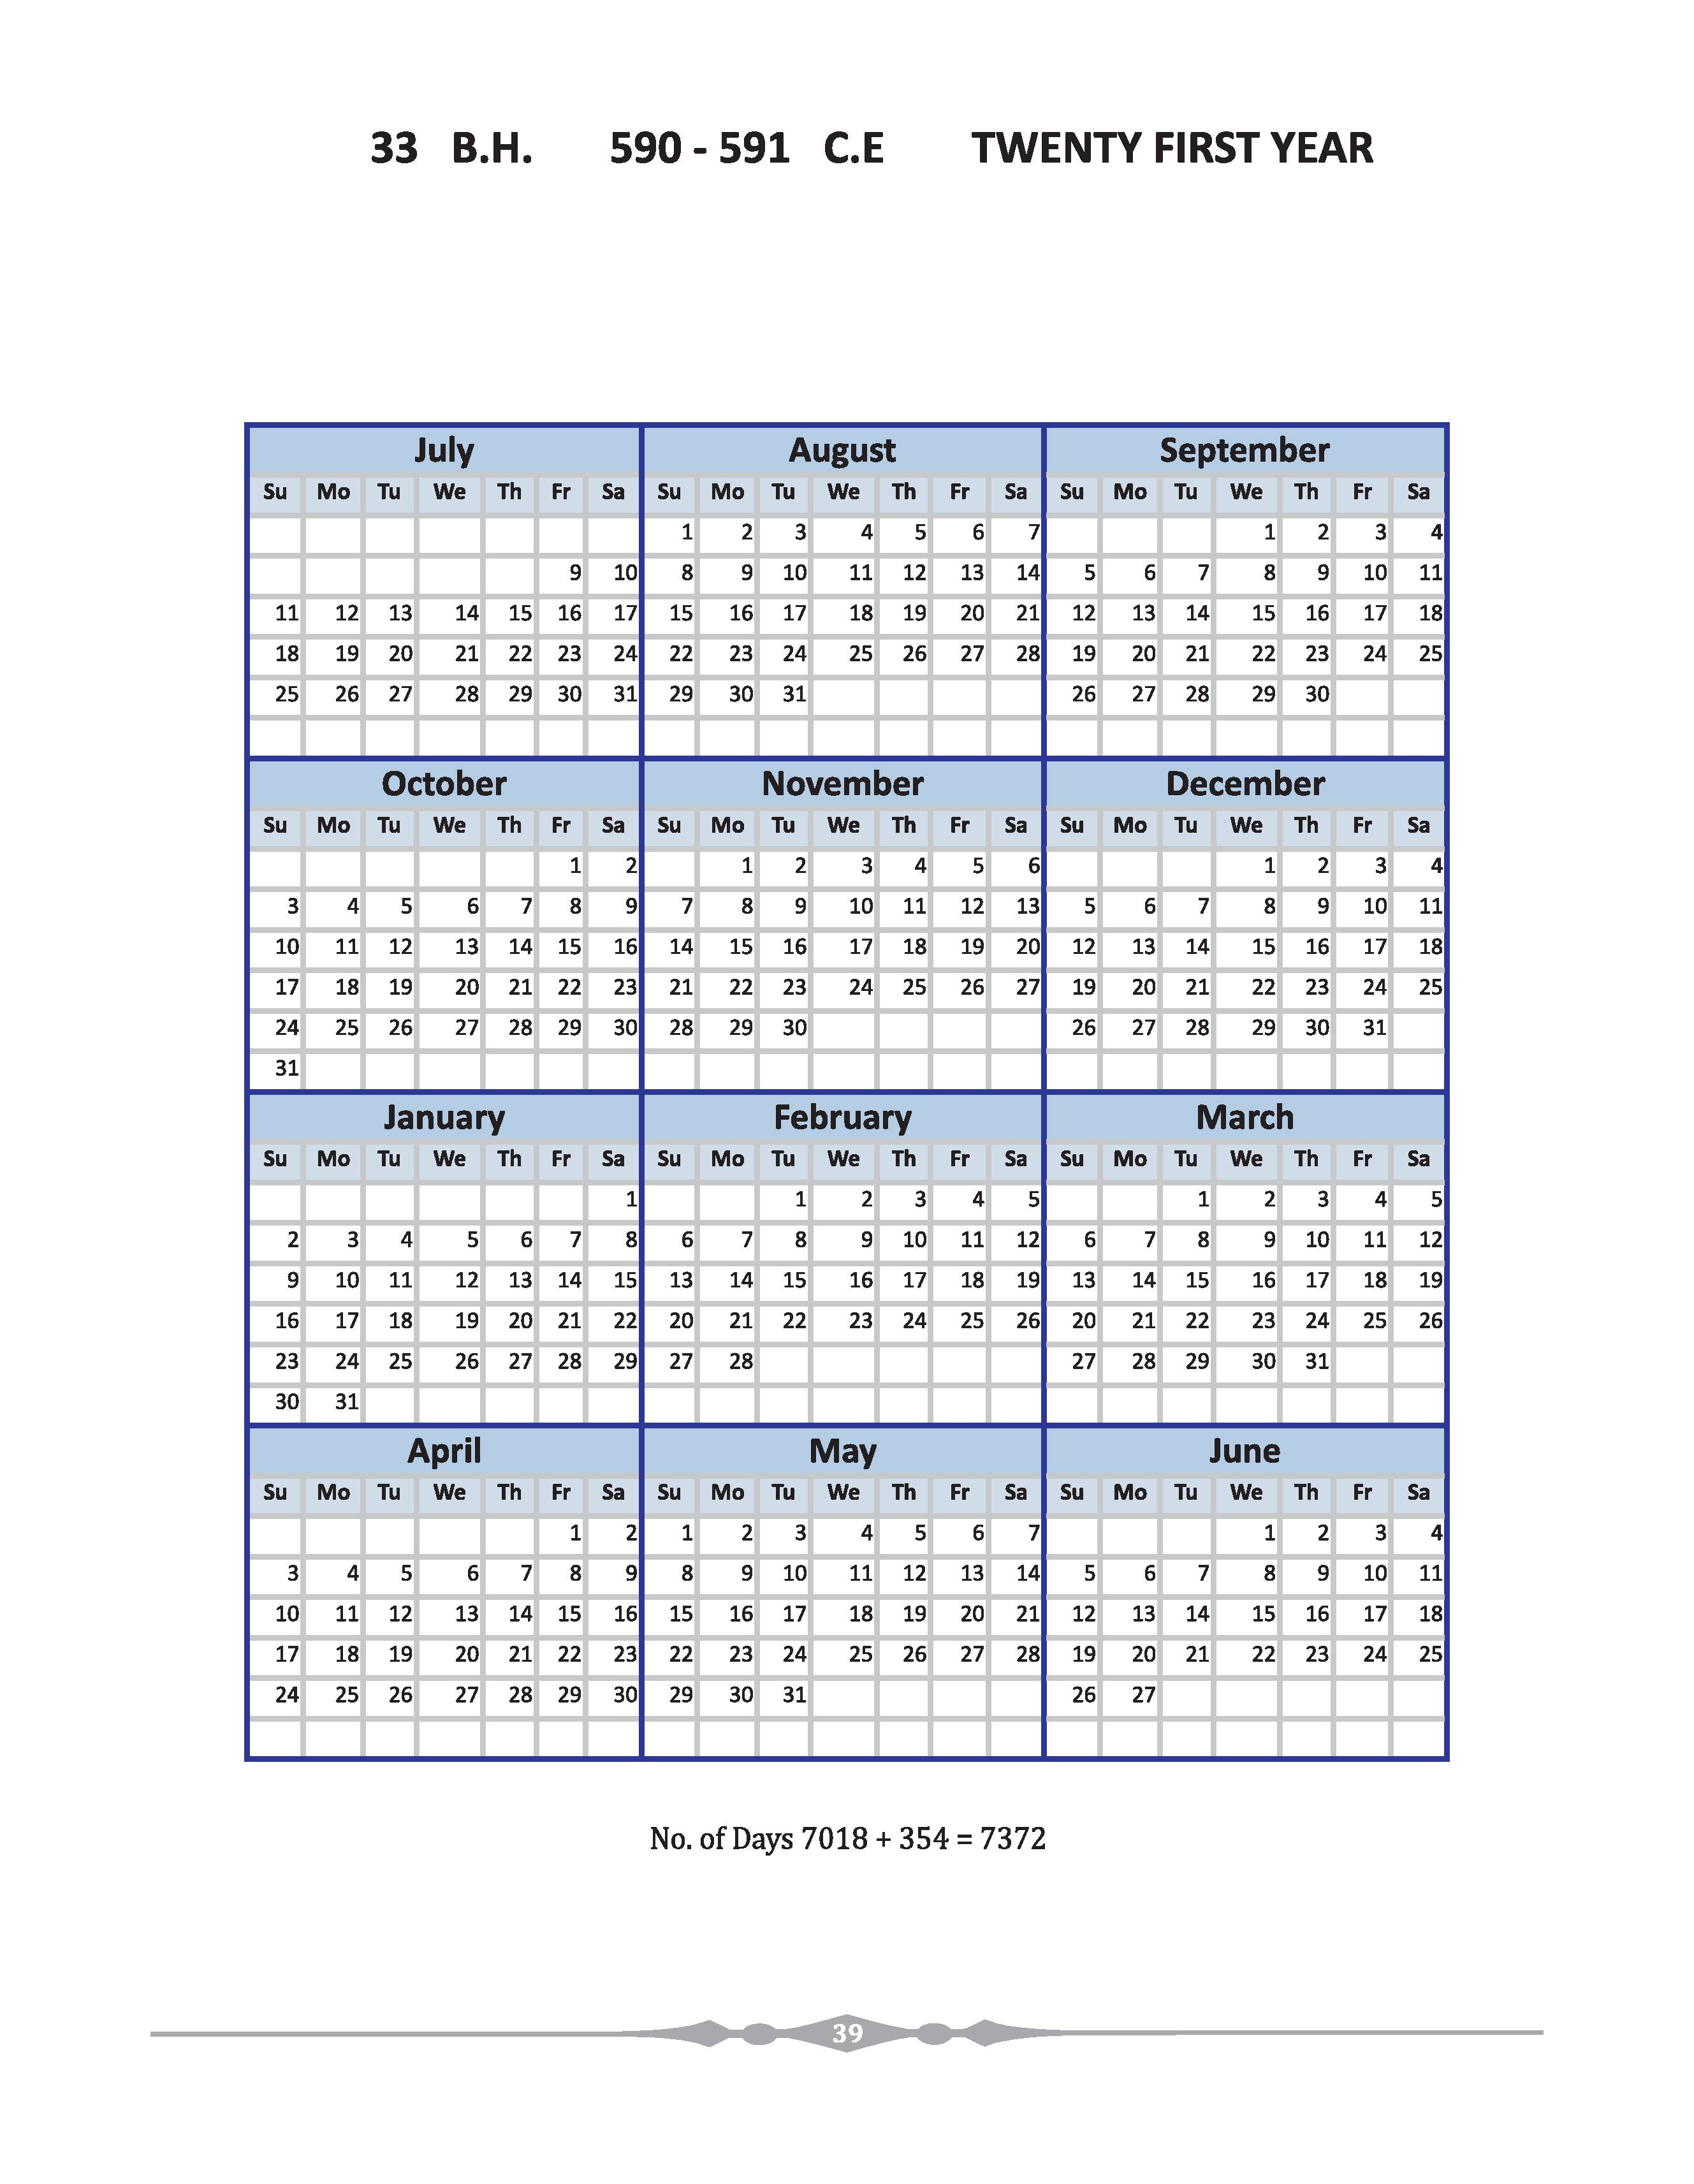 33 B.H. 590 - 591 C.E TWENTY FIRST YEAR
July August September
Su Mo Tu We Th Fr Sa Su Mo Tu We Th Fr Sa Su Mo Tu We Th Fr Sa
1 2 3 4 5 6 7 1 2 3 4
9 10 8 9 10 11 12 13 14 5 6 7 8 9 10 11
11 12 13 14 15 16 17 15 16 17 18 19 20 21 12 13 14 15 16 17 18
18 19 20 21 22 23 24 22 23 24 25 26 27 28 19 20 21 22 23 24 25
25 26 27 28 29 30 31 29 30 31 26 27 28 29 30
October November December
Su Mo Tu We Th Fr Sa Su Mo Tu We Th Fr Sa Su Mo Tu We Th Fr Sa
1 2 1 2 3 4 5 6 1 2 3 4
3 4 5 6 7 8 9 7 8 9 10 11 12 13 5 6 7 8 9 10 11
10 11 12 13 14 15 16 14 15 16 17 18 19 20 12 13 14 15 16 17 18
17 18 19 20 21 22 23 21 22 23 24 25 26 27 19 20 21 22 23 24 25
24 25 26 27 28 29 30 28 29 30 26 27 28 29 30 31
31
January February March
Su Mo Tu We Th Fr Sa Su Mo Tu We Th Fr Sa Su Mo Tu We Th Fr Sa
1 1 2 3 4 5 1 2 3 4 5
2 3 4 5 6 7 8 6 7 8 9 10 11 12 6 7 8 9 10 11 12
9 10 11 12 13 14 15 13 14 15 16 17 18 19 13 14 15 16 17 18 19
16 17 18 19 20 21 22 20 21 22 23 24 25 26 20 21 22 23 24 25 26
23 24 25 26 27 28 29 27 28 27 28 29 30 31
30 31
April May June
Su Mo Tu We Th Fr Sa Su Mo Tu We Th Fr Sa Su Mo Tu We Th Fr Sa
1 2 1 2 3 4 5 6 7 1 2 3 4
3 4 5 6 7 8 9 8 9 10 11 12 13 14 5 6 7 8 9 10 11
10 11 12 13 14 15 16 15 16 17 18 19 20 21 12 13 14 15 16 17 18
17 18 19 20 21 22 23 22 23 24 25 26 27 28 19 20 21 22 23 24 25
24 25 26 27 28 29 30 29 30 31 26 27
No. of Days 7018 + 354 = 7372
39